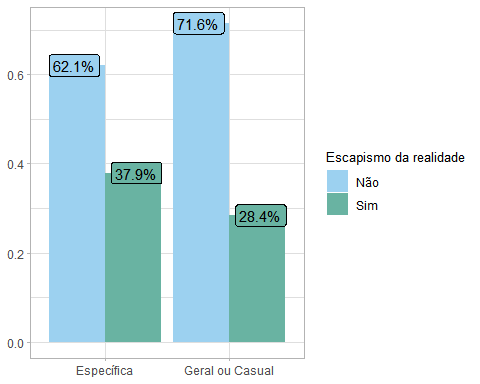 71.6%
62.1%
37.9%
28.4%
0.6
0.4
0.2
0.0
Específica
Geral ou Casual
Escapismo da realidade
Não
Sim